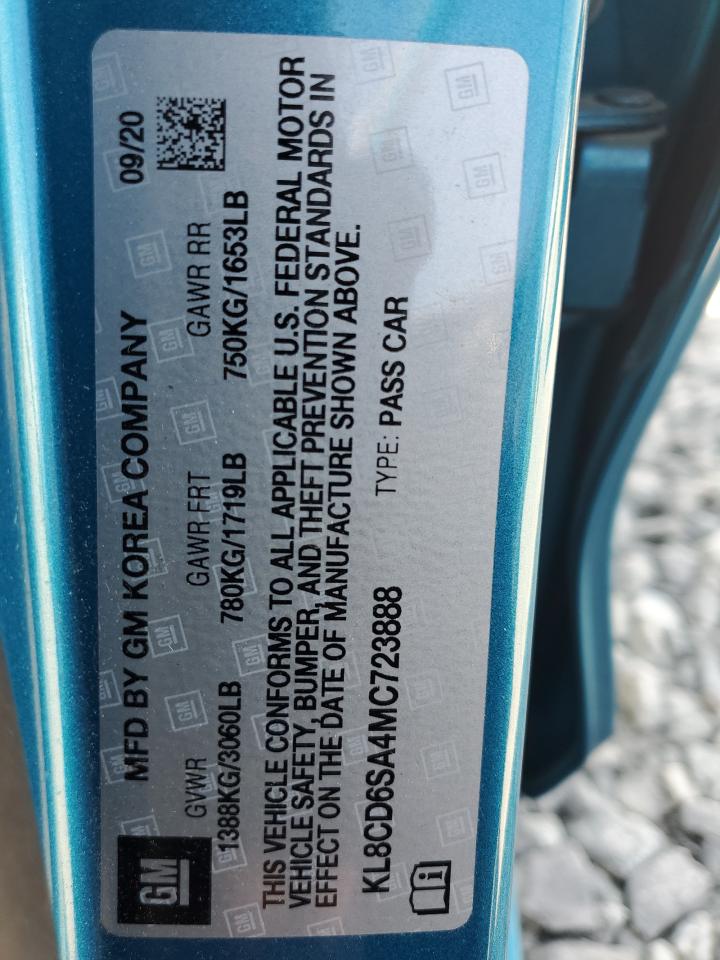 GM
MFD BY GM KOREA COMPANY 09/20
GVWR GAWR FRT GAWR RR
1388KG/3060LB 780KG/1719LB 750KG/1653LB
THIS VEHICLE CONFORMS TO ALL APPLICABLE U.S. FEDERAL MOTOR
VEHICLE SAFETY, BUMPER, AND THEFT PREVENTION STANDARDS IN
EFFECT ON THE DATE OF MANUFACTURE SHOWN ABOVE.
KL8CD6SA4MC723888 TYPE: PASS CAR